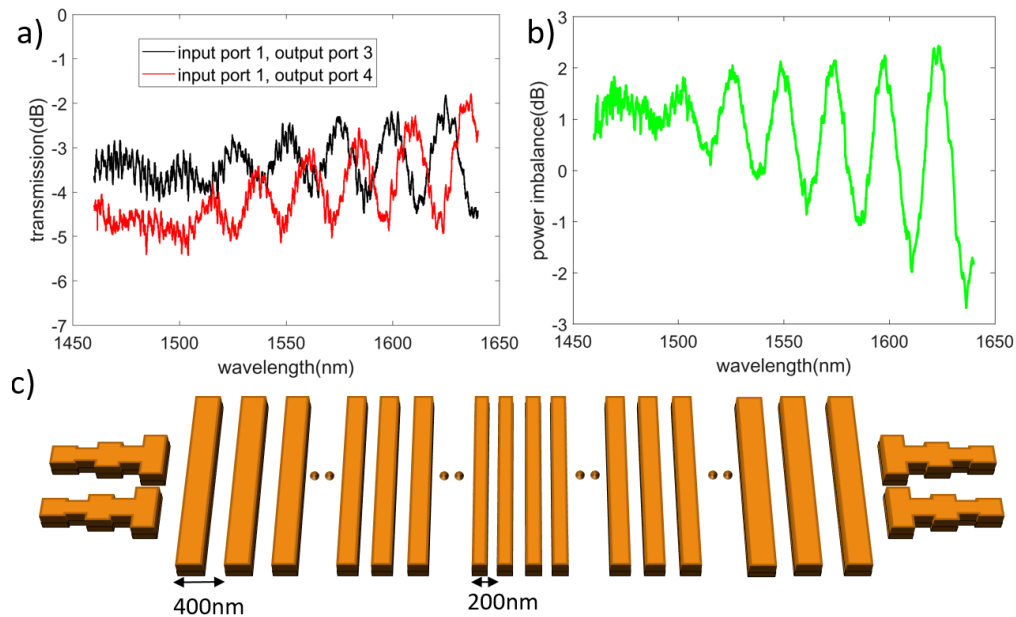 a)
0
-1
-2
-3
-4
-5
-6
-7
transmission(dB)
input port 1, output port 3
input port 1, output port 4
1450 1500 1550 1600 1650
wavelength(nm)
b)
3
2
1
0
-1
-2
-3
power imbalance(dB)
1450 1500 1550 1600 1650
wavelength(nm)
c)
400nm
200nm